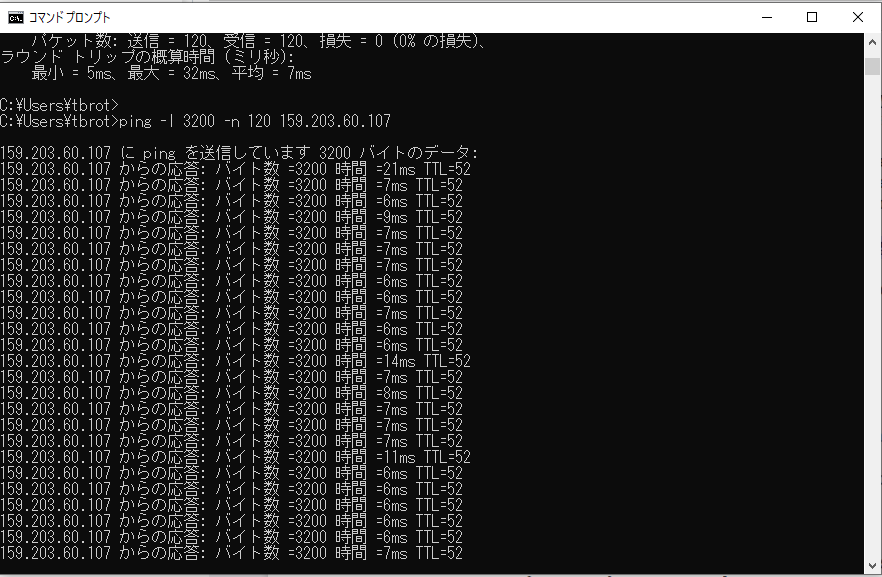 コマンドプロンプト
パケット数: 送信 = 120、受信 = 120、損失 = 0 (0% の損失)、
ラウンド トリップの概算時間 (ミリ秒):
最小 = 5ms、最大 = 32ms、平均 = 7ms
C:¥Users¥tbrot>
C:¥Users¥tbrot>ping -l 3200 -n 120 159.203.60.107
159.203.60.107 に ping を送信しています 3200 バイトのデータ:
159.203.60.107 からの応答: バイト数 =3200 時間 =21ms TTL=52
159.203.60.107 からの応答: バイト数 =3200 時間 =7ms TTL=52
159.203.60.107 からの応答: バイト数 =3200 時間 =6ms TTL=52
159.203.60.107 からの応答: バイト数 =3200 時間 =9ms TTL=52
159.203.60.107 からの応答: バイト数 =3200 時間 =7ms TTL=52
159.203.60.107 からの応答: バイト数 =3200 時間 =7ms TTL=52
159.203.60.107 からの応答: バイト数 =3200 時間 =7ms TTL=52
159.203.60.107 からの応答: バイト数 =3200 時間 =6ms TTL=52
159.203.60.107 からの応答: バイト数 =3200 時間 =6ms TTL=52
159.203.60.107 からの応答: バイト数 =3200 時間 =7ms TTL=52
159.203.60.107 からの応答: バイト数 =3200 時間 =6ms TTL=52
159.203.60.107 からの応答: バイト数 =3200 時間 =6ms TTL=52
159.203.60.107 からの応答: バイト数 =3200 時間 =14ms TTL=52
159.203.60.107 からの応答: バイト数 =3200 時間 =7ms TTL=52
159.203.60.107 からの応答: バイト数 =3200 時間 =8ms TTL=52
159.203.60.107 からの応答: バイト数 =3200 時間 =7ms TTL=52
159.203.60.107 からの応答: バイト数 =3200 時間 =7ms TTL=52
159.203.60.107 からの応答: バイト数 =3200 時間 =7ms TTL=52
159.203.60.107 からの応答: バイト数 =3200 時間 =11ms TTL=52
159.203.60.107 からの応答: バイト数 =3200 時間 =6ms TTL=52
159.203.60.107 からの応答: バイト数 =3200 時間 =6ms TTL=52
159.203.60.107 からの応答: バイト数 =3200 時間 =6ms TTL=52
159.203.60.107 からの応答: バイト数 =3200 時間 =6ms TTL=52
159.203.60.107 からの応答: バイト数 =3200 時間 =6ms TTL=52
159.203.60.107 からの応答: バイト数 =3200 時間 =7ms TTL=52